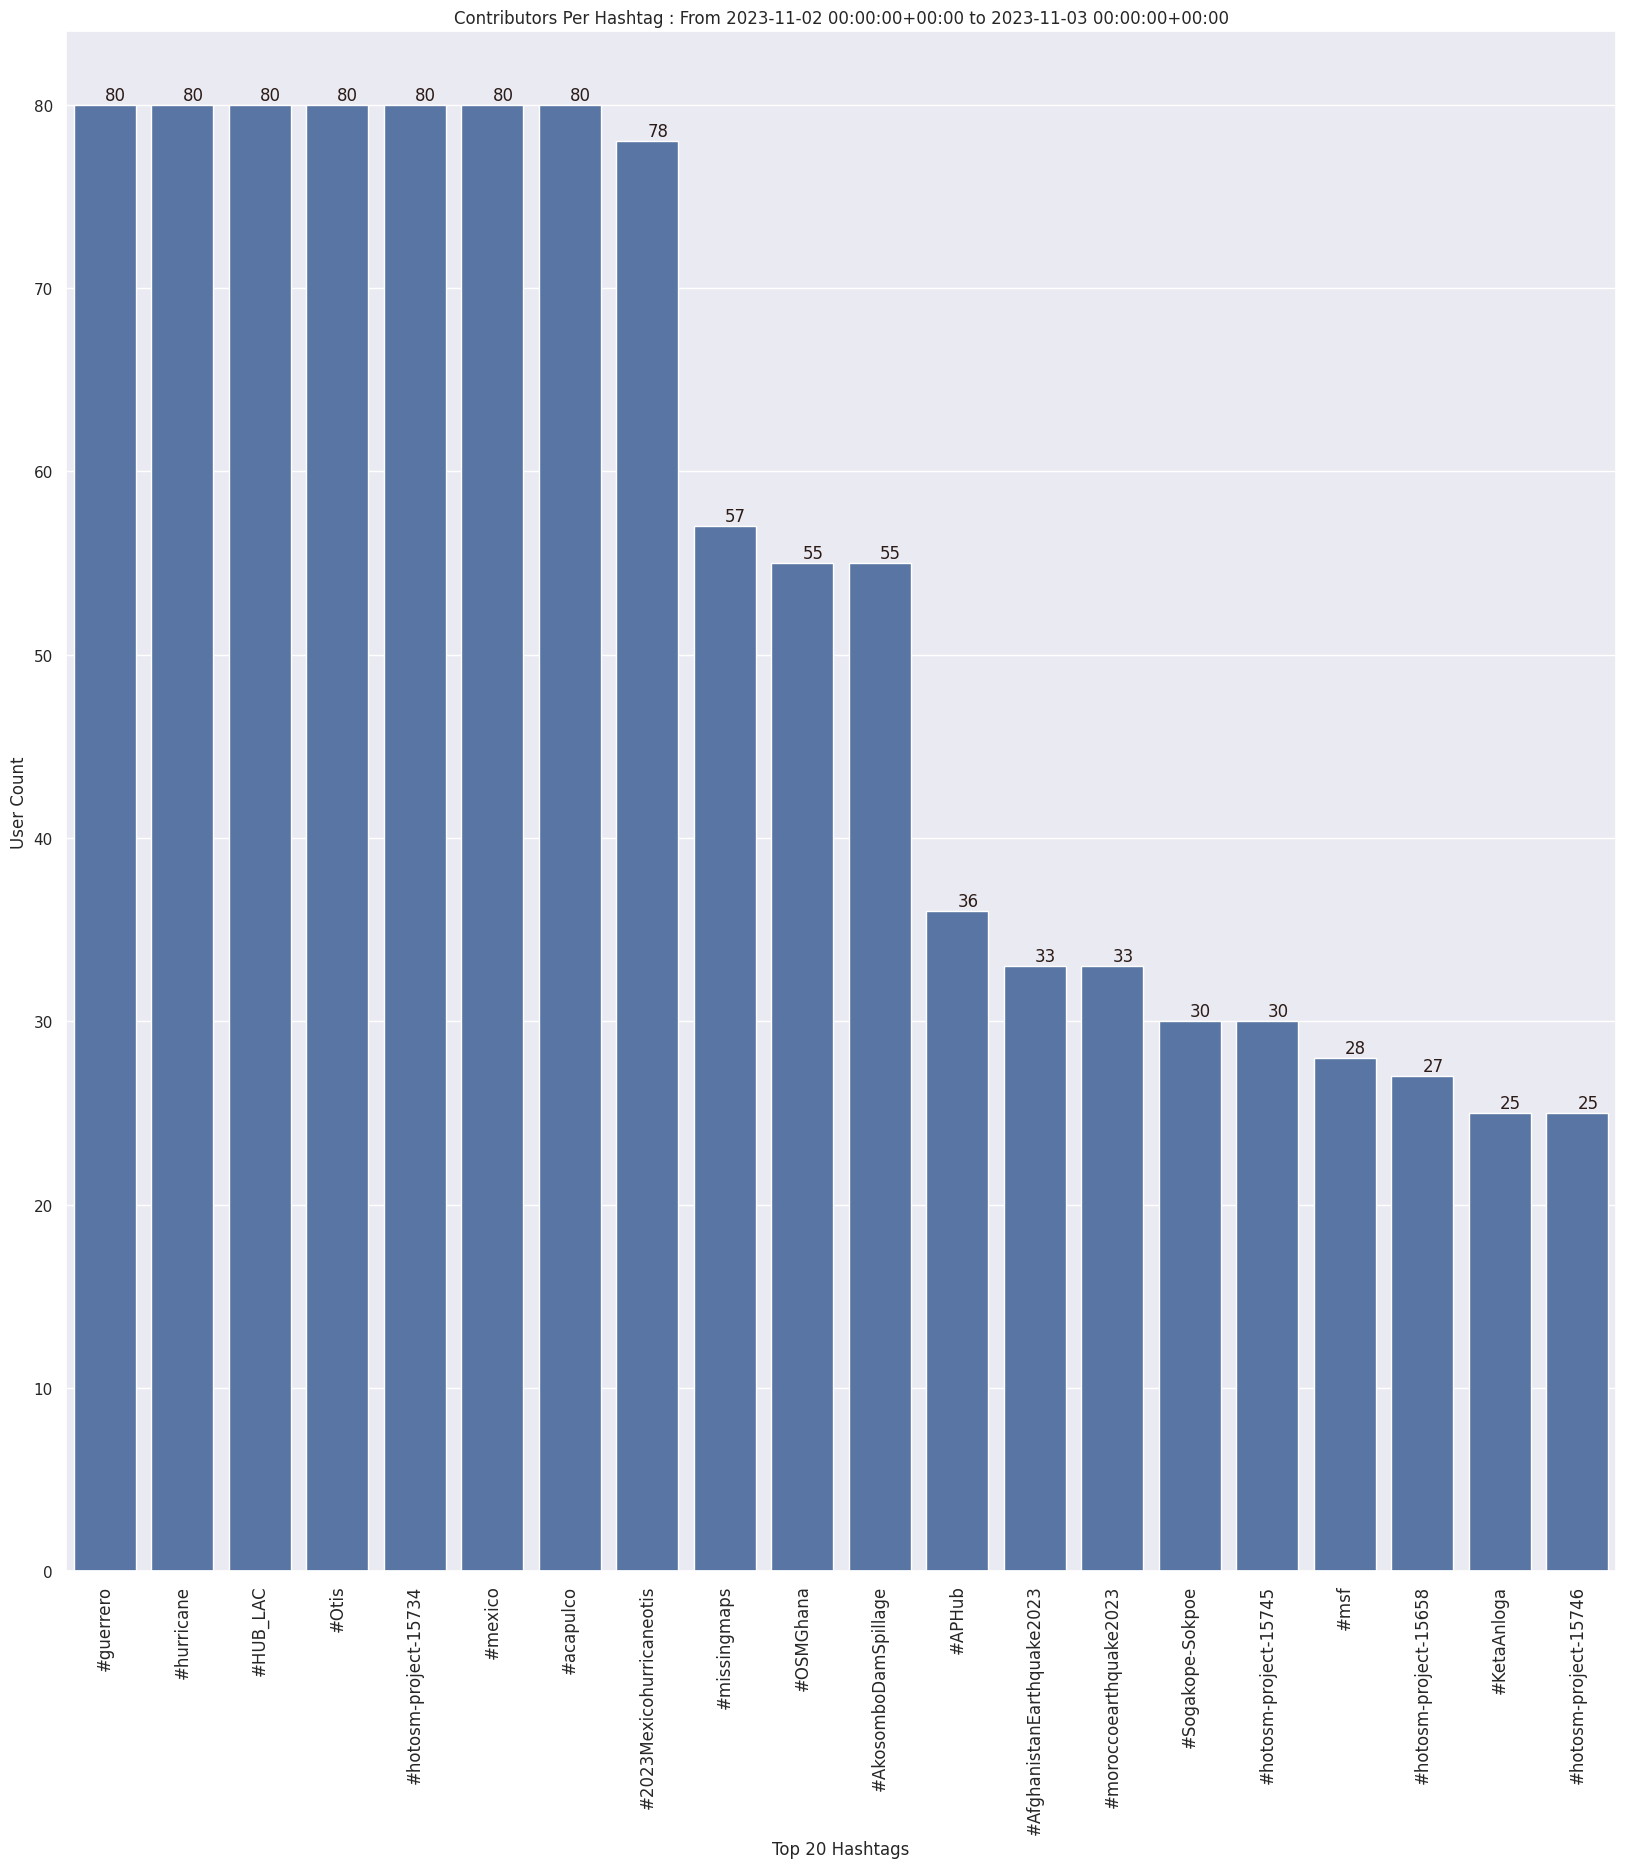 Contributors Per Hashtag : From 2023-11-02 00:00:00+00:00 to 2023-11-03 00:00:00+00:00
User Count
80
70
60
50
40
30
20
10
0
80
80
80
80
80
80
80
78
57
55
55
36
33
33
30
30
28
27
25
25
#guerrero
#hurricane
#HUB_LAC
#Otis
#hotosm-project-15734
#mexico
#acapulco
#2023Mexicohurricaneotis
#missingmaps
#OSMGhana
#AkosomboDamSpillage
#APHub
#AfghanistanEarthquake2023
#moroccoearthquake2023
#Sogakope-Sokpoe
#hotosm-project-15745
#msf
#hotosm-project-15658
#KetaAnloga
#hotosm-project-15746
Top 20 Hashtags